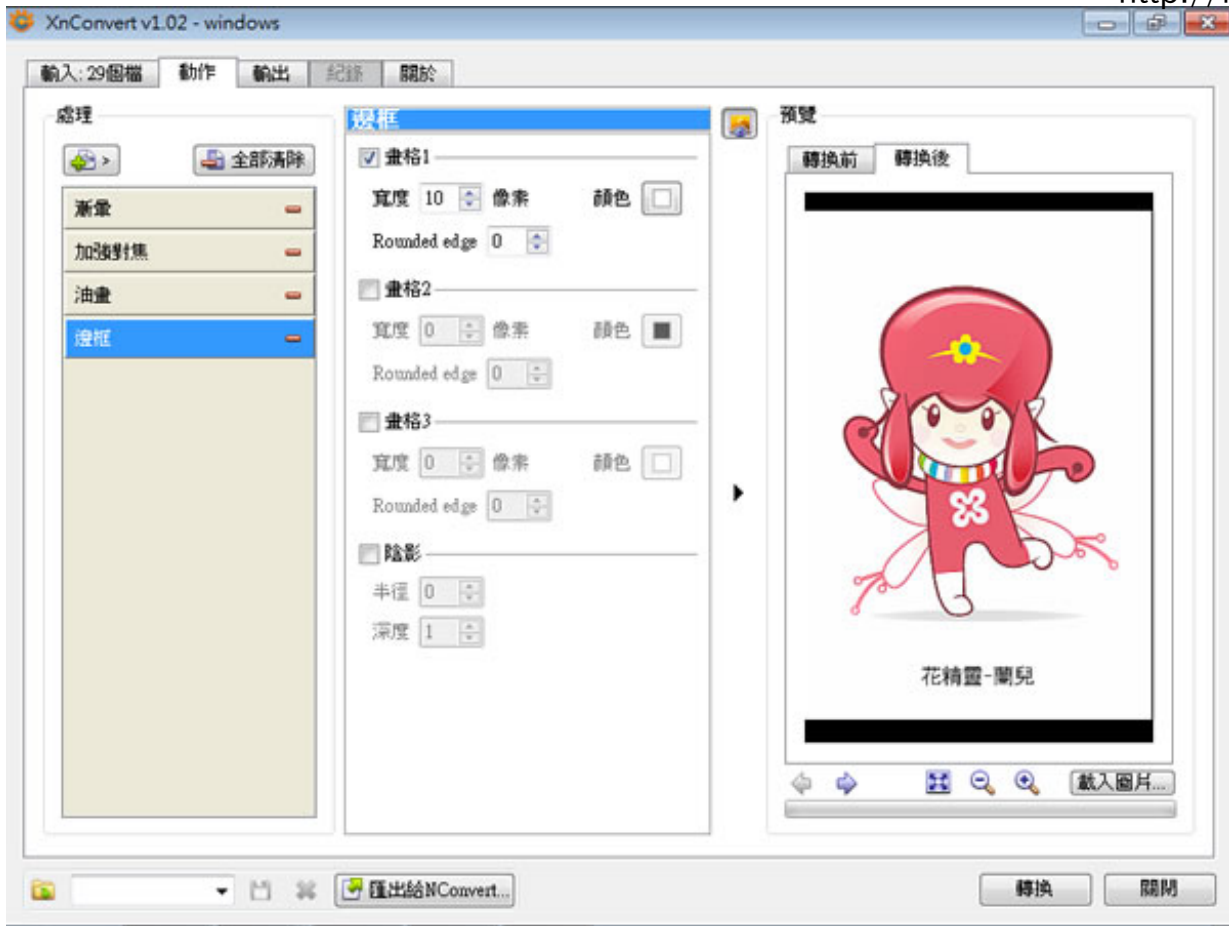 XnConvert v1.02 - windows
輸入: 29個檔 動作 輸出 紀錄 關於
處理
全部清除
漸暈
加強對焦
油畫
邊框
邊框
畫格1
寬度 10 像素 顏色
Rounded edge 0
畫格2
寬度 0 像素 顏色
Rounded edge 0
畫格3
寬度 0 像素 顏色
Rounded edge 0
陰影
半徑 0
深度 1
預覽
轉換前 轉換後
花精靈-蘭兒
載入圖片...
匯出給NConvert...
轉換 關閉